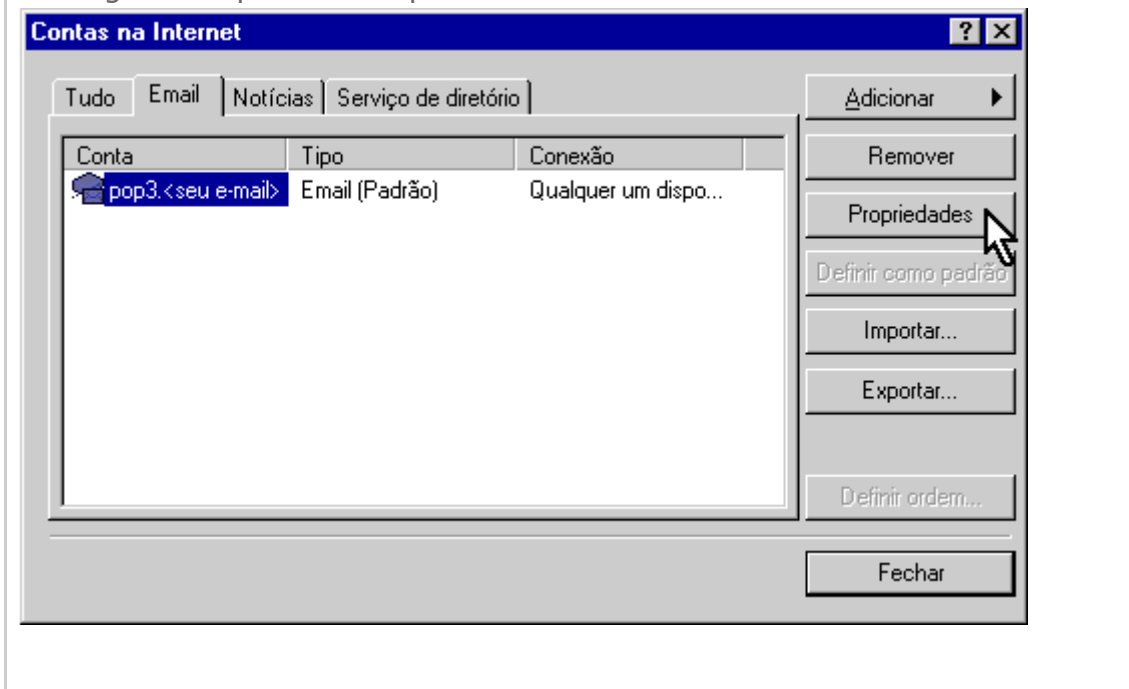 Contas na Internet
Tudo Email Notícias Serviço de diretório
Adicionar
Conta Tipo Conexão
Remover
pop3.<seu e-mail> Email (Padrão) Qualquer um dispo...
Propriedades
Definir como padrão
Importar...
Exportar...
Definir ordem...
Fechar